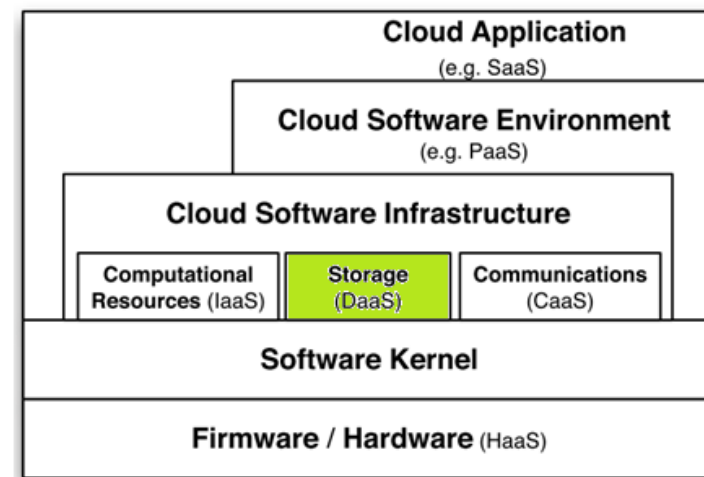 Cloud Application
(e.g. SaaS)
Cloud Software Environment
(e.g. PaaS)
Cloud Software Infrastructure
Computational
Resources (IaaS)
Storage
(DaaS)
Communications
(CaaS)
Software Kernel
Firmware / Hardware (HaaS)